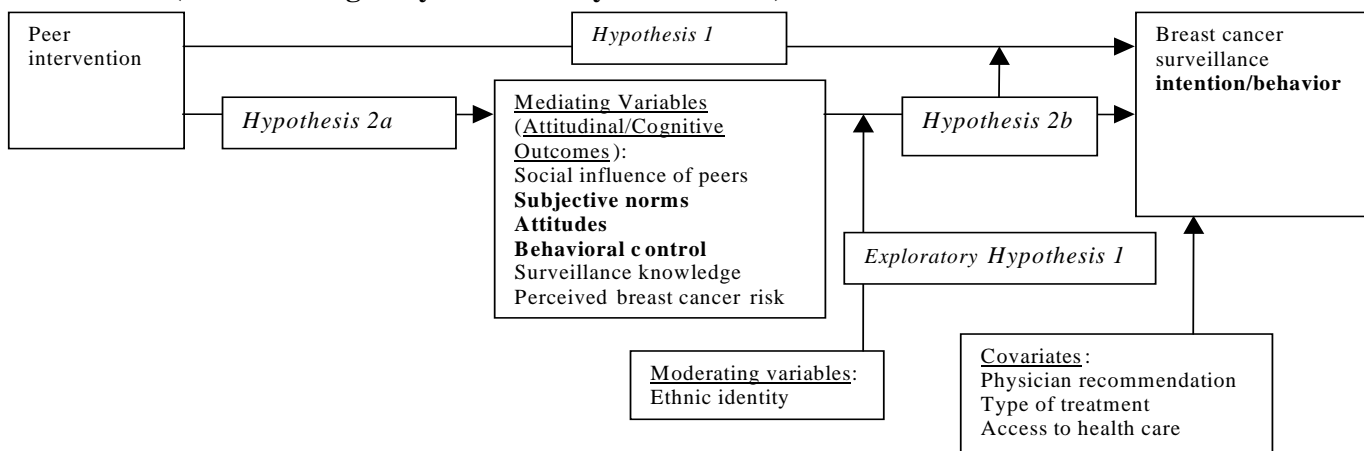 Peer
intervention
Hypothesis 1
Breast cancer
surveillance
intention/behavior
Hypothesis 2a
Mediating Variables
(Attitudinal/Cognitive
Outcomes):
Social influence of peers
Subjective norms
Attitudes
Behavioral control
Surveillance knowledge
Perceived breast cancer risk
Hypothesis 2b
Exploratory Hypothesis 1
Moderating variables:
Ethnic identity
Covariates:
Physician recommendation
Type of treatment
Access to health care